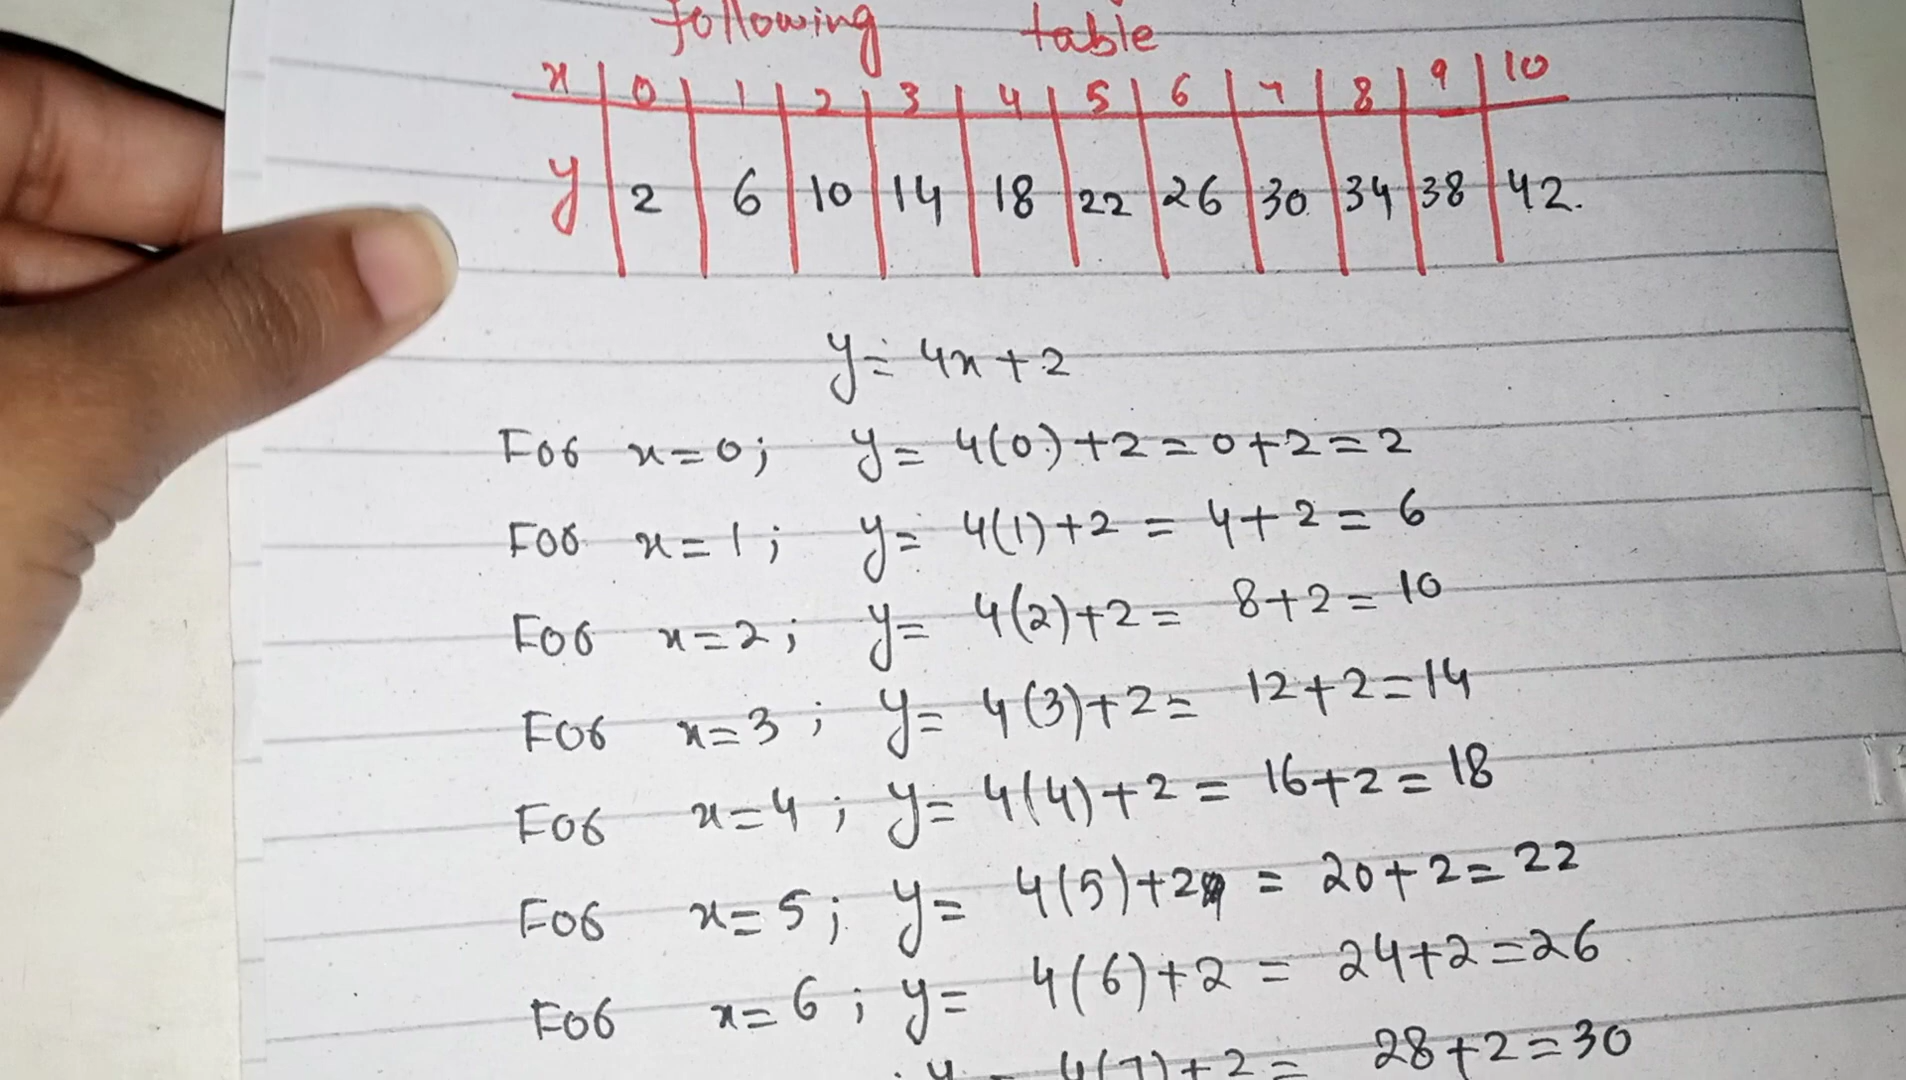 following table
x | 0 | 1 | 2 | 3 | 4 | 5 | 6 | 7 | 8 | 9 | 10
y | 2 | 6 | 10 | 14 | 18 | 22 | 26 | 30 | 34 | 38 | 42.
y = 4x + 2
For x = 0; y = 4(0) + 2 = 0 + 2 = 2
For x = 1; y = 4(1) + 2 = 4 + 2 = 6
For x = 2; y = 4(2) + 2 = 8 + 2 = 10
For x = 3; y = 4(3) + 2 = 12 + 2 = 14
For x = 4; y = 4(4) + 2 = 16 + 2 = 18
For x = 5; y = 4(5) + 2 = 20 + 2 = 22
For x = 6; y = 4(6) + 2 = 24 + 2 = 26
y = 4(7) + 2 = 28 + 2 = 30